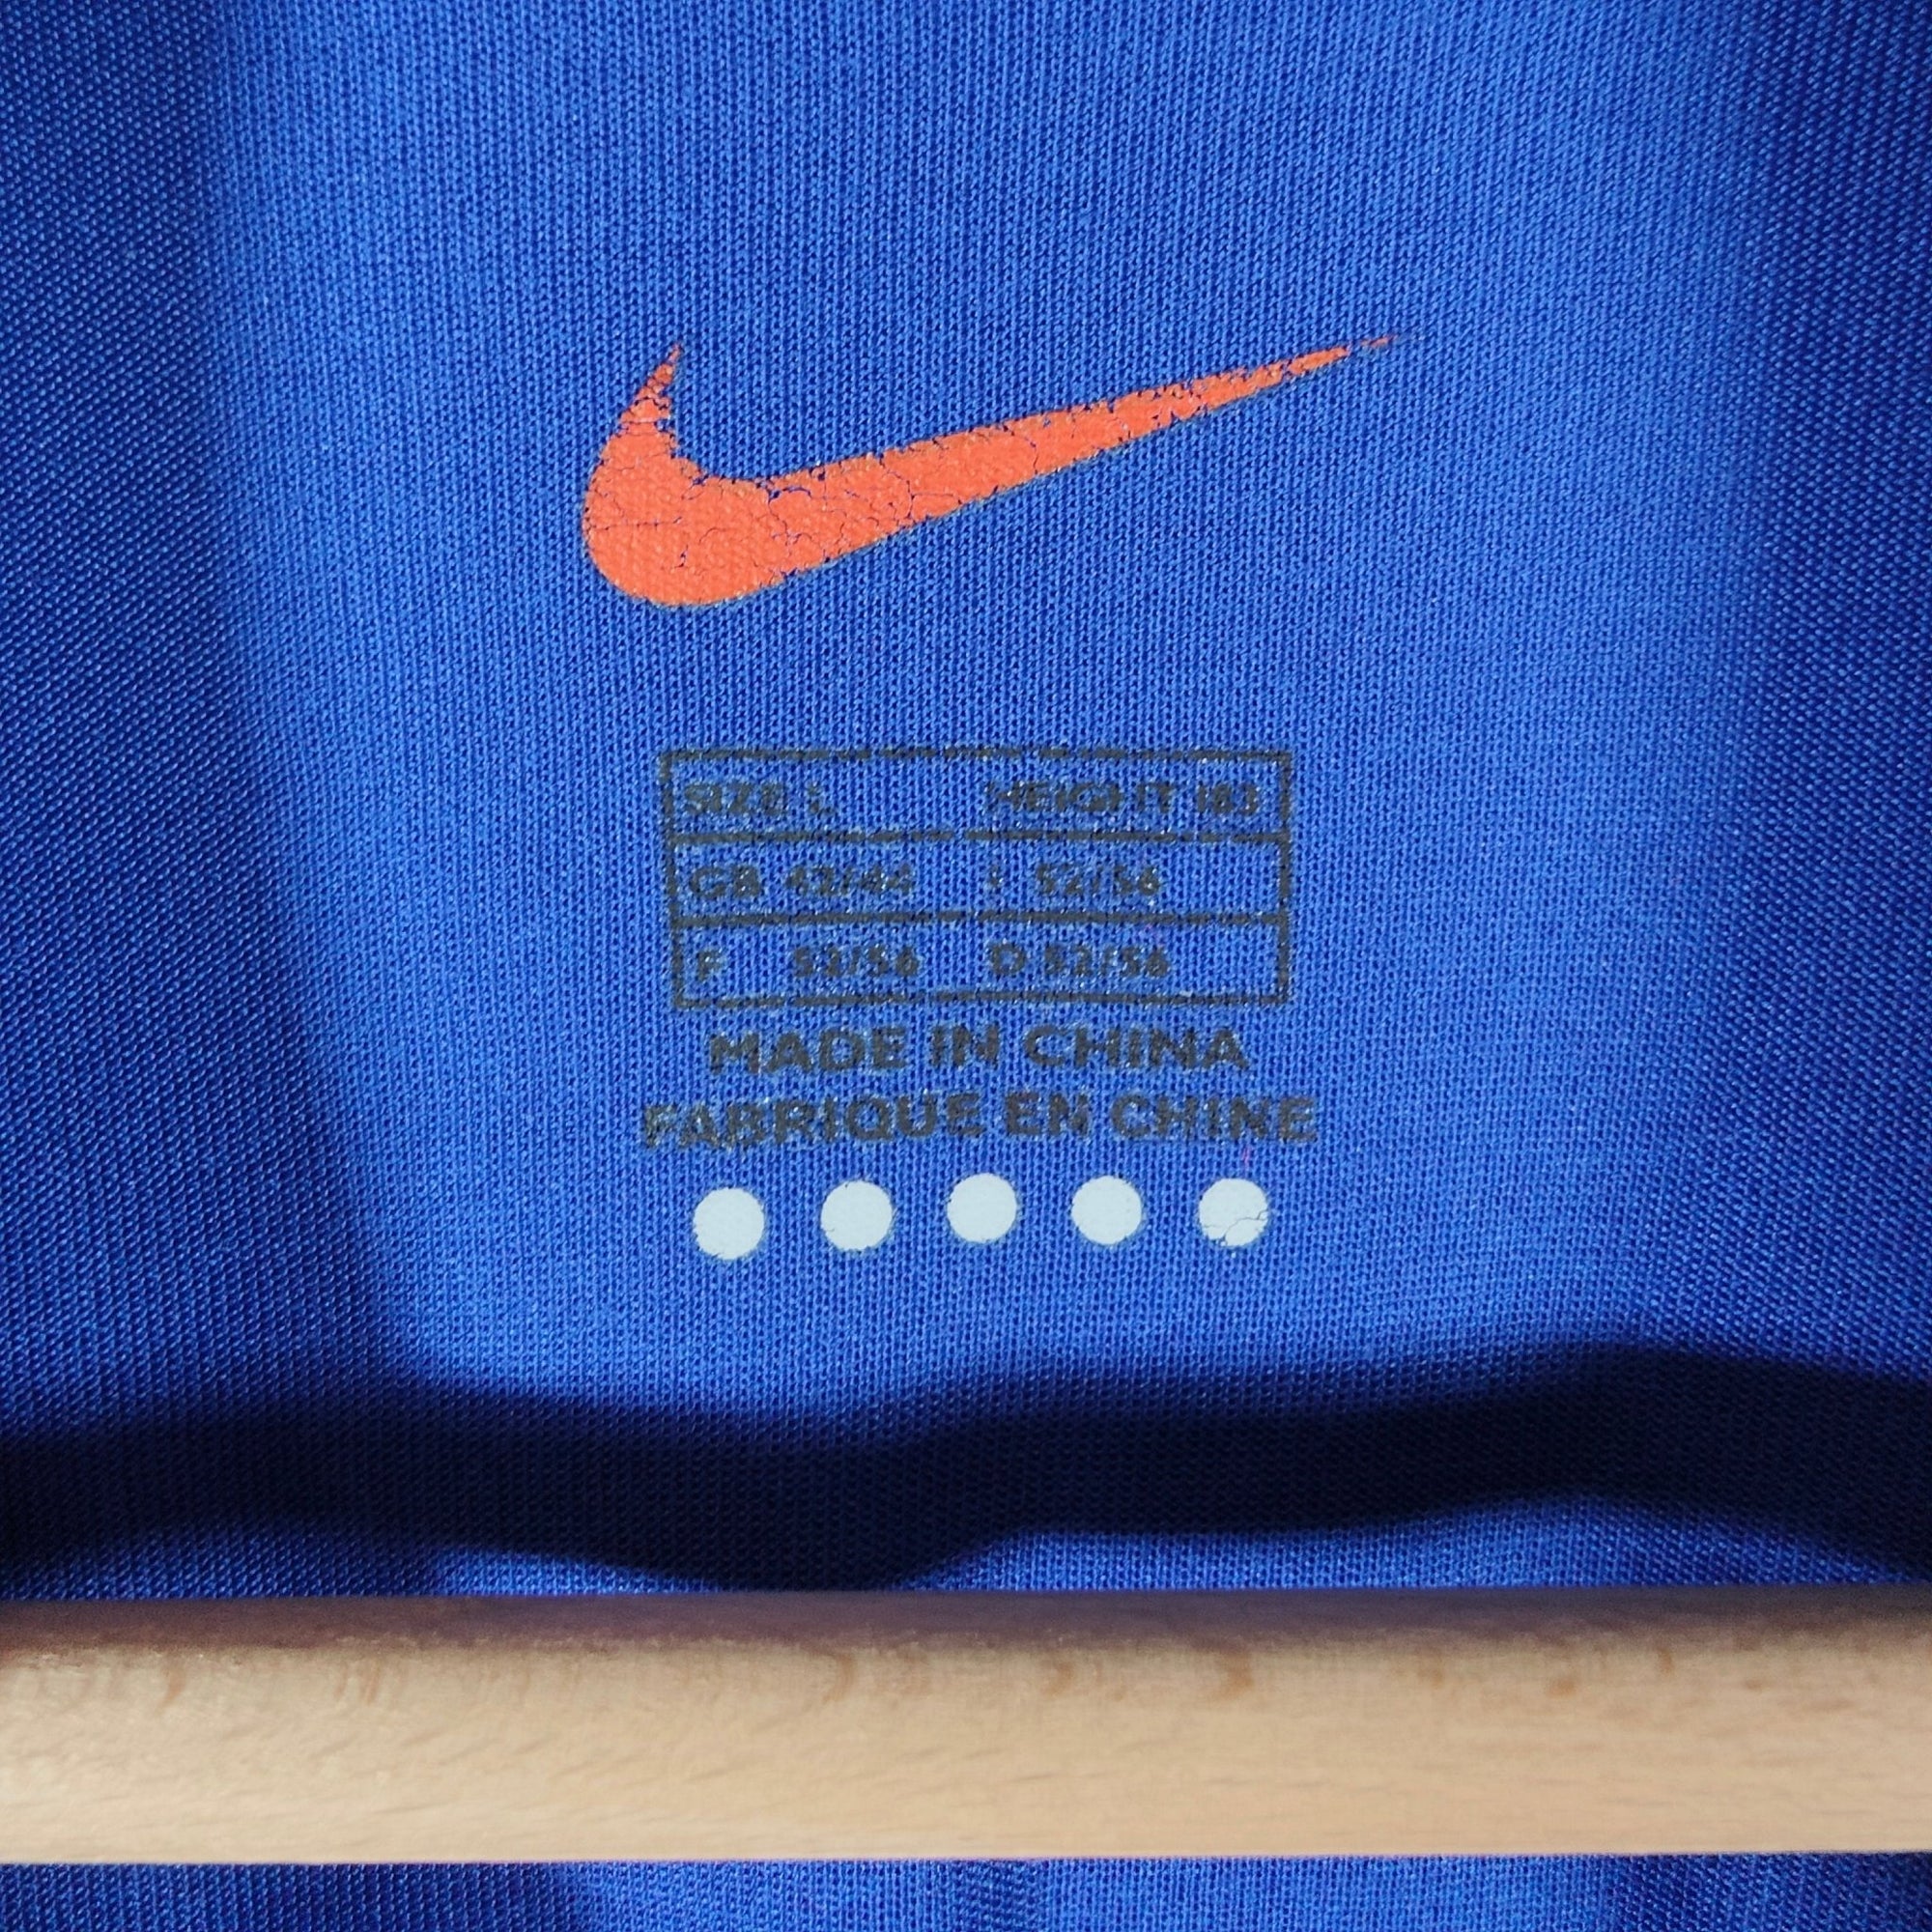 SIZE L HEIGHT 183
GB 42/44 I 52/56
F 52/56 D 52/56
MADE IN CHINA
FABRIQUE EN CHINE